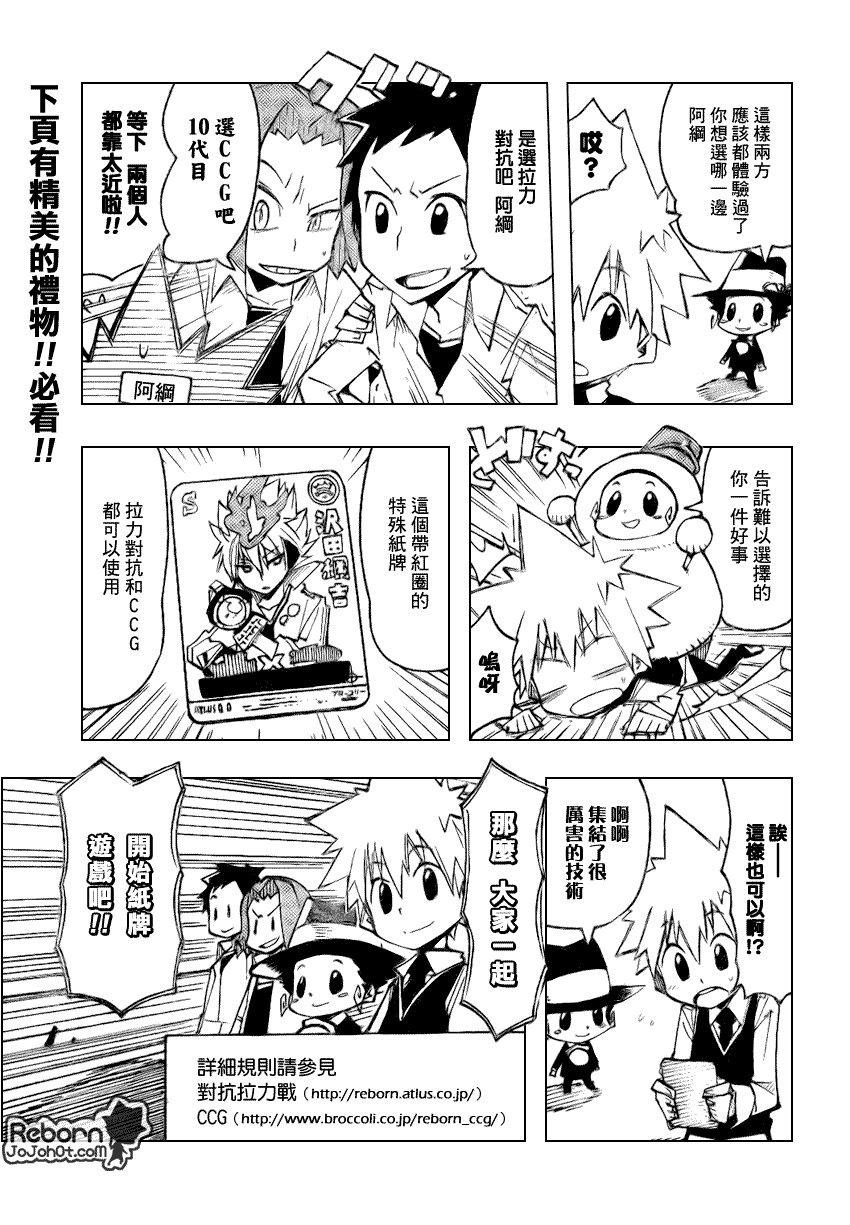 這樣兩方
應該都體驗過了
你想選哪一邊
阿綱
哎?
是選拉力
對抗吧 阿綱
選CCG吧
10代目
等下 兩個人
都靠太近啦!!
阿綱
下頁有精美的禮物!!必看!!
告訴難以選擇的
你一件好事
嗚呀
這個帶紅圈的
特殊紙牌
S
沢田綱吉
拉力對抗和CCG
都可以使用
誒——
這樣也可以啊!?
啊啊
集結了很
厲害的技術
那麼 大家一起
開始紙牌
遊戲吧!!
詳細規則請參見
對抗拉力戰(http://reborn.atlus.co.jp/)
CCG(http://www.broccoli.co.jp/reborn_ccg/)
Reborn
JoJoHot.com